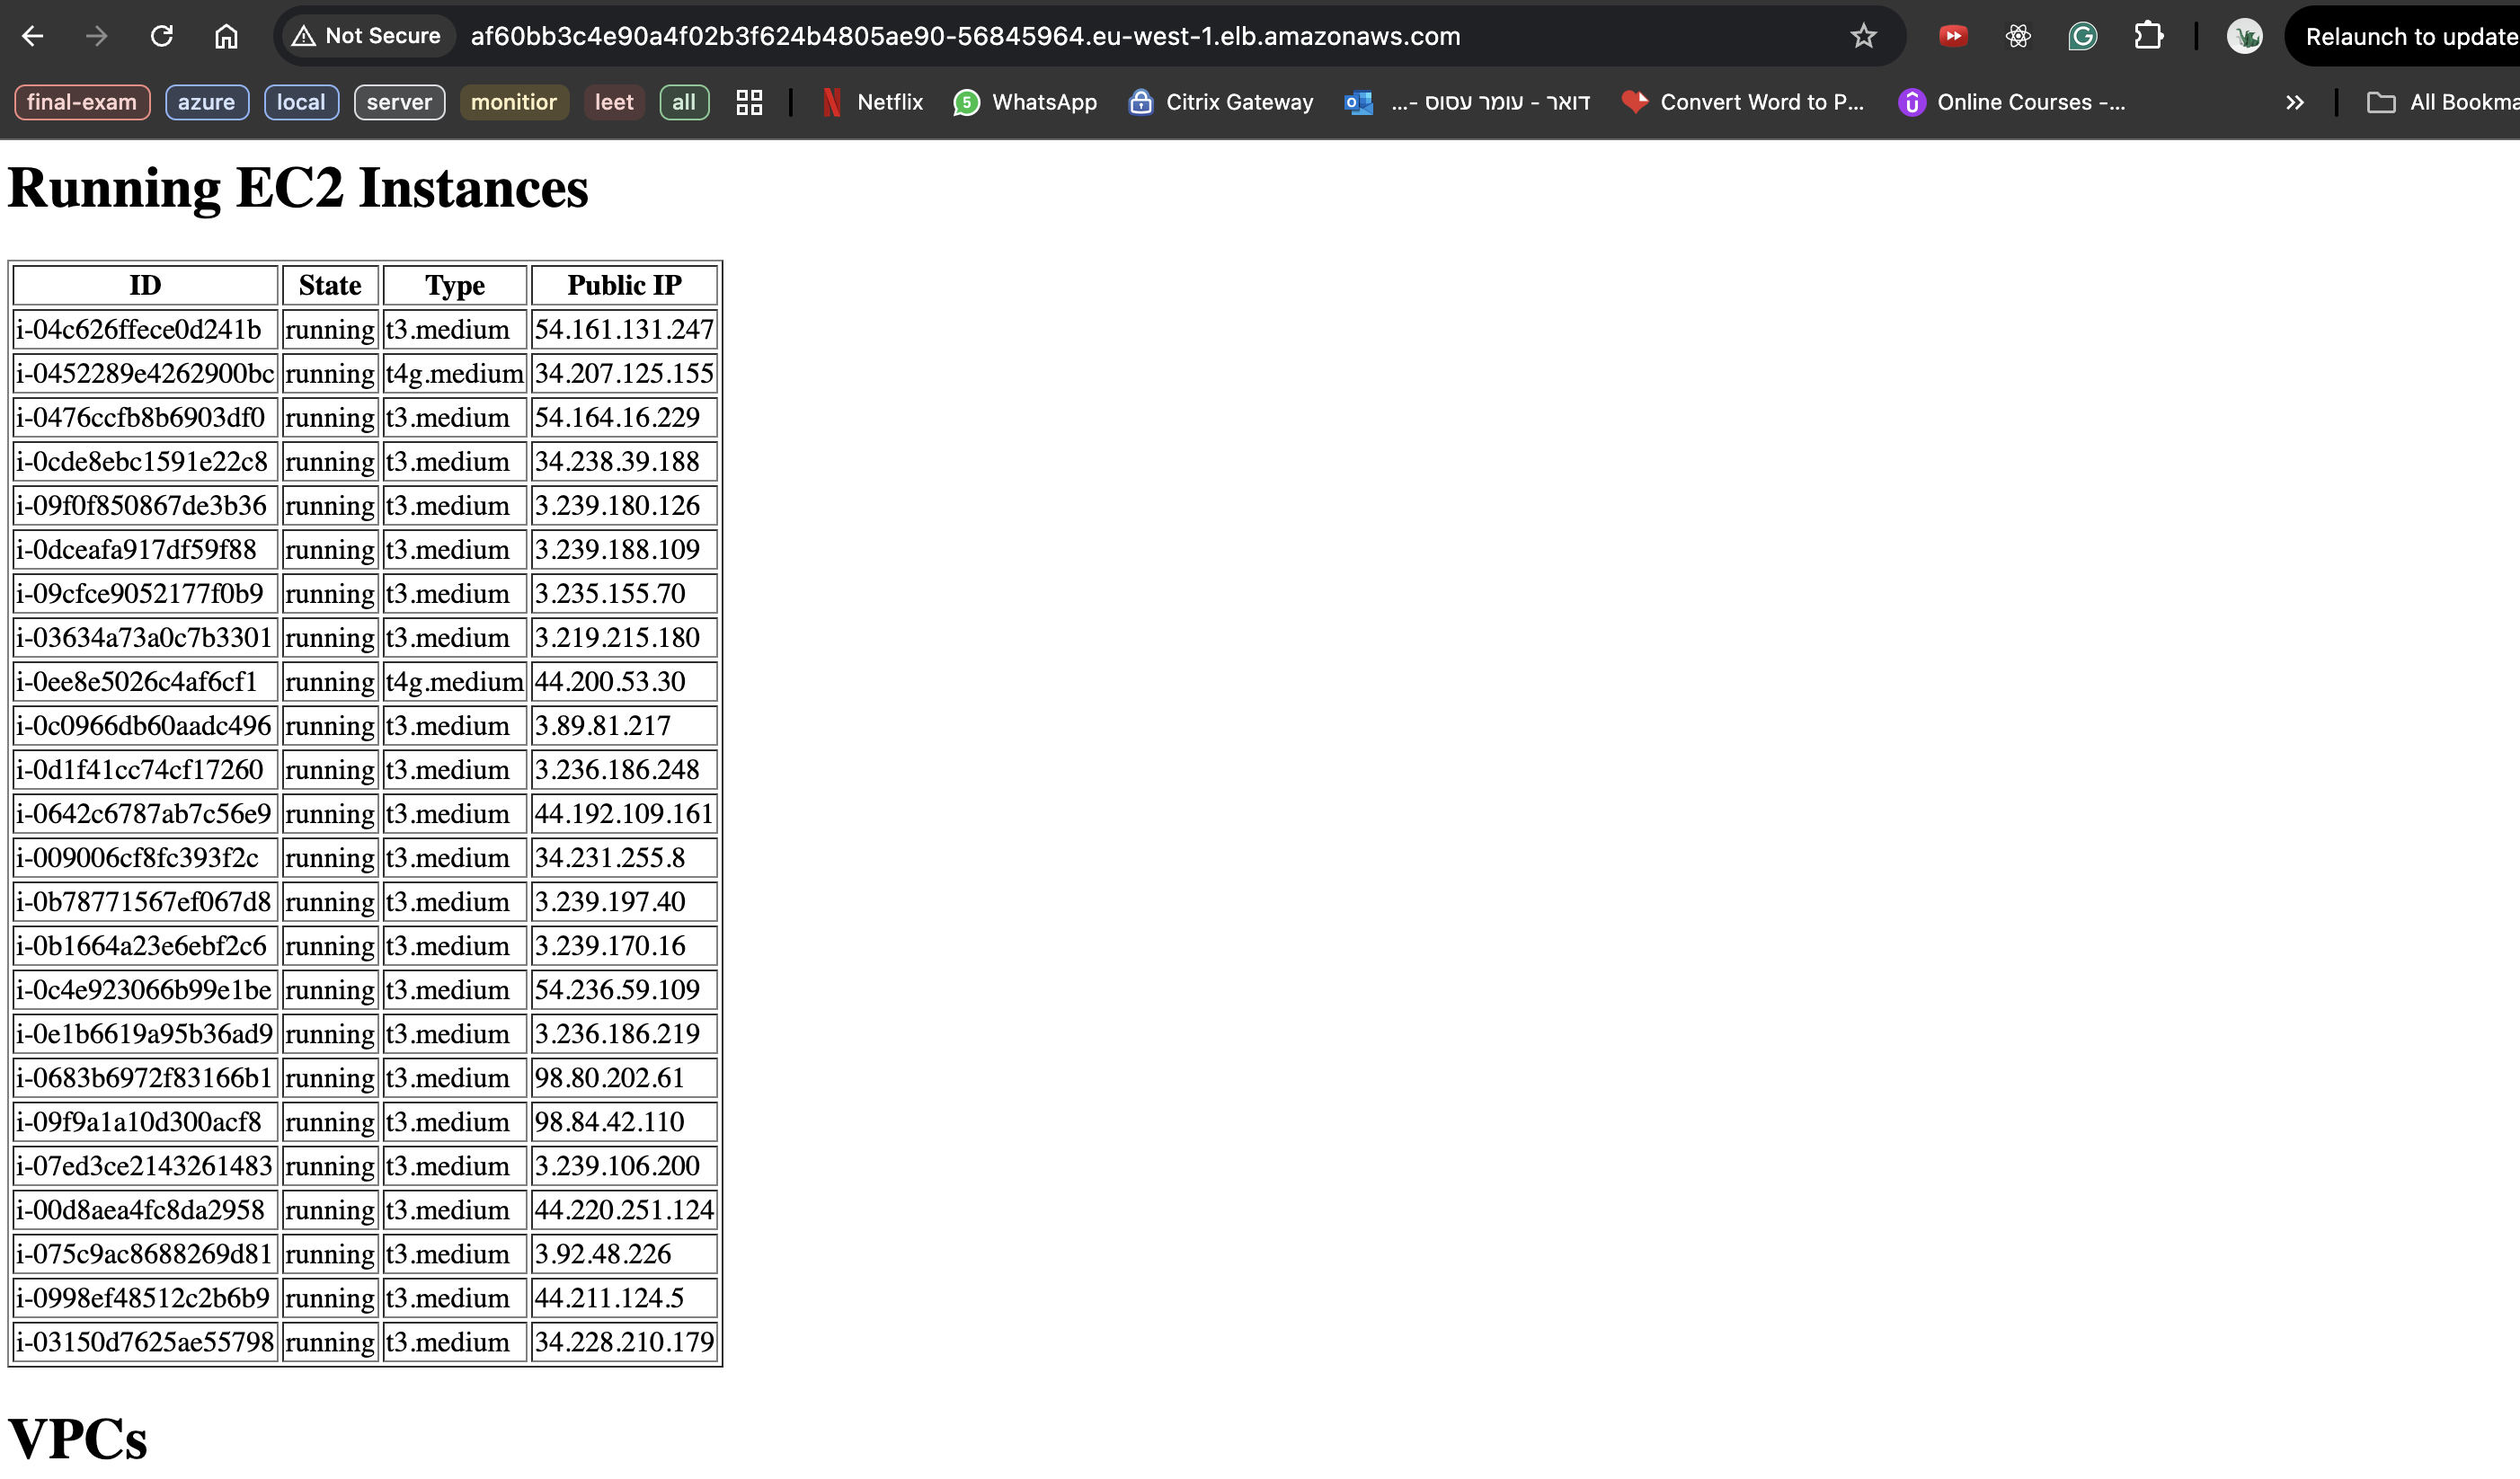 Not Secure af60bb3c4e90a4f02b3f624b4805ae90-56845964.eu-west-1.elb.amazonaws.com Relaunch to update
final-exam azure local server monitior leet all Netflix 5 WhatsApp Citrix Gateway דואר - עומר עסוס -... Convert Word to P... Online Courses -... All Bookma
Running EC2 Instances
ID State Type Public IP
i-04c626ffece0d241b running t3.medium 54.161.131.247
i-0452289e4262900bc running t4g.medium 34.207.125.155
i-0476ccfb8b6903df0 running t3.medium 54.164.16.229
i-0cde8ebc1591e22c8 running t3.medium 34.238.39.188
i-09f0f850867de3b36 running t3.medium 3.239.180.126
i-0dceafa917df59f88 running t3.medium 3.239.188.109
i-09cfce9052177f0b9 running t3.medium 3.235.155.70
i-03634a73a0c7b3301 running t3.medium 3.219.215.180
i-0ee8e5026c4af6cf1 running t4g.medium 44.200.53.30
i-0c0966db60aadc496 running t3.medium 3.89.81.217
i-0d1f41cc74cf17260 running t3.medium 3.236.186.248
i-0642c6787ab7c56e9 running t3.medium 44.192.109.161
i-009006cf8fc393f2c running t3.medium 34.231.255.8
i-0b78771567ef067d8 running t3.medium 3.239.197.40
i-0b1664a23e6ebf2c6 running t3.medium 3.239.170.16
i-0c4e923066b99e1be running t3.medium 54.236.59.109
i-0e1b6619a95b36ad9 running t3.medium 3.236.186.219
i-0683b6972f83166b1 running t3.medium 98.80.202.61
i-09f9a1a10d300acf8 running t3.medium 98.84.42.110
i-07ed3ce2143261483 running t3.medium 3.239.106.200
i-00d8aea4fc8da2958 running t3.medium 44.220.251.124
i-075c9ac8688269d81 running t3.medium 3.92.48.226
i-0998ef48512c2b6b9 running t3.medium 44.211.124.5
i-03150d7625ae55798 running t3.medium 34.228.210.179
VPCs